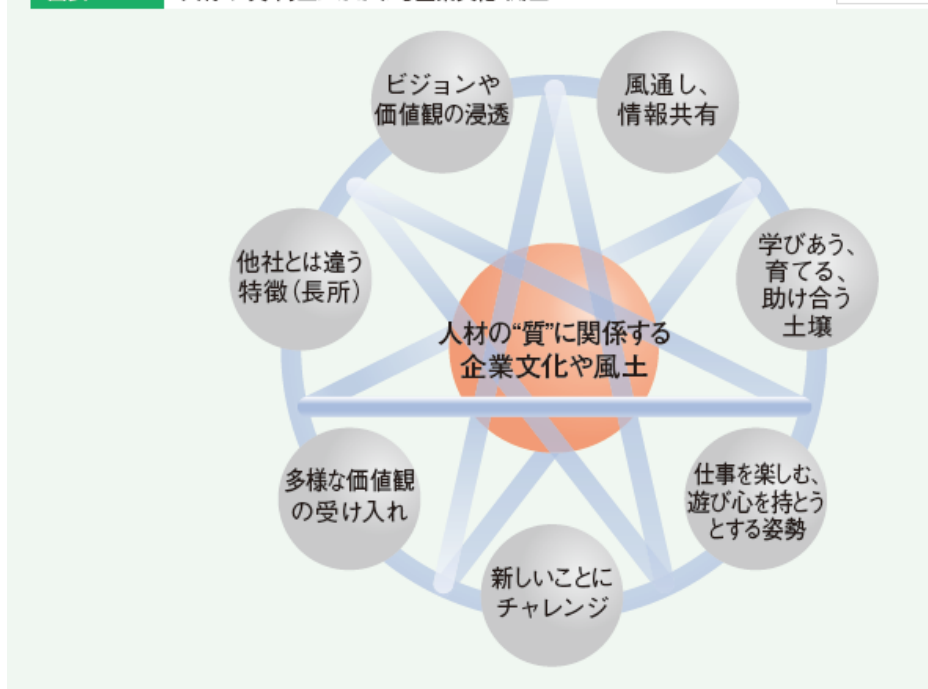 ビジョンや
価値観の浸透
風通し、
情報共有
他社とは違う
特徴（長所）
学びあう、
育てる、
助け合う
土壌
人材の“質”に関係する
企業文化や風土
多様な価値観
の受け入れ
仕事を楽しむ、
遊び心を持とう
とする姿勢
新しいことに
チャレンジ